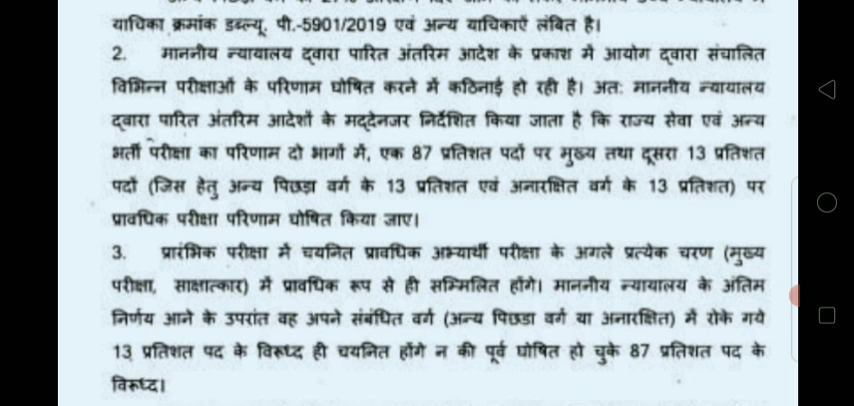 याचिका क्रमांक डब्ल्यू. पी.-5901/2019 एवं अन्य याचिकाऐं लंबित है।
2. माननीय न्यायालय द्वारा पारित अंतरिम आदेश के प्रकाश में आयोग द्वारा संचालित
विभिन्न परीक्षाओं के परिणाम घोषित करने में कठिनाई हो रही है। अतः माननीय न्यायालय
द्वारा पारित अंतरिम आदेशों के मद्देनजर निर्देशित किया जाता है कि राज्य सेवा एवं अन्य
भर्ती परीक्षा का परिणाम दो भागों में, एक 87 प्रतिशत पदों पर मुख्य तथा दूसरा 13 प्रतिशत
पदों (जिस हेतु अन्य पिछड़ा वर्ग के 13 प्रतिशत एवं अनारक्षित वर्ग के 13 प्रतिशत) पर
प्रावधिक परीक्षा परिणाम घोषित किया जाए।
3. प्रारंभिक परीक्षा में चयनित प्रावधिक अभ्यार्थी परीक्षा के अगले प्रत्येक चरण (मुख्य
परीक्षा, साक्षात्कार) में प्रावधिक रूप से ही सम्मिलित होंगे। माननीय न्यायालय के अंतिम
निर्णय आने के उपरांत वह अपने संबंधित वर्ग (अन्य पिछडा वर्ग या अनारक्षित) में रोके गये
13 प्रतिशत पद के विरूध्द ही चयनित होंगे न की पूर्व घोषित हो चुके 87 प्रतिशत पद के
विरूध्द।